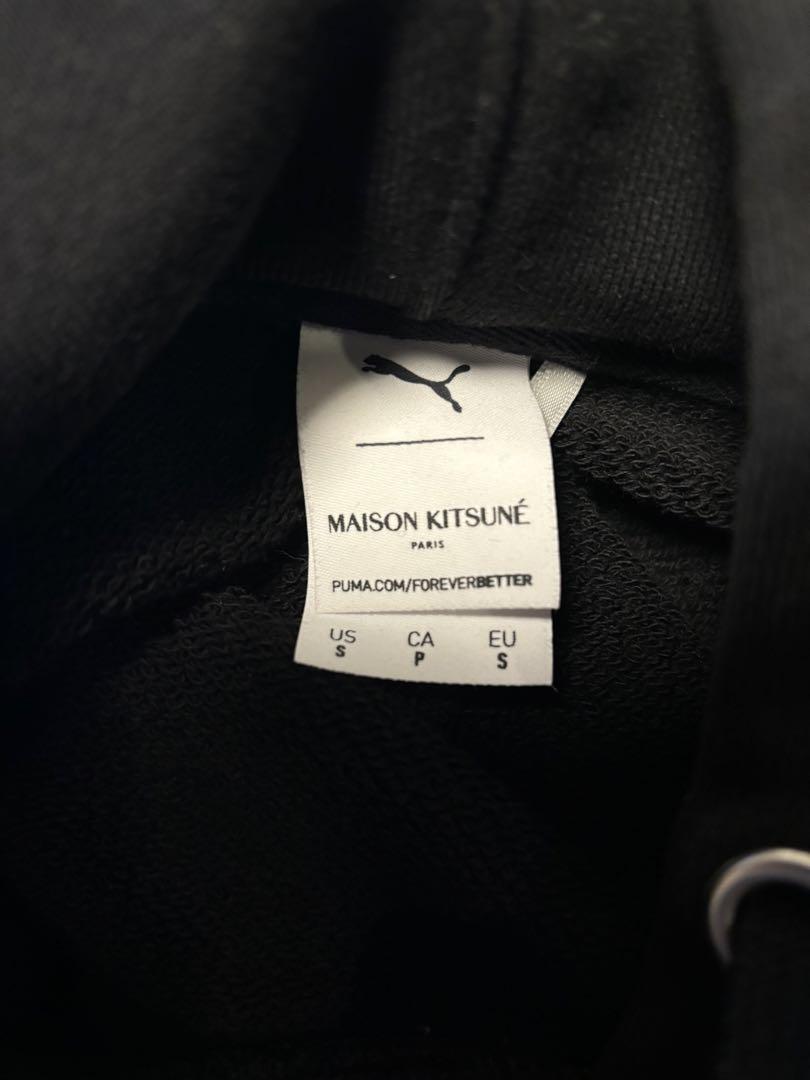 MAISON KITSUNÉ
PARIS
PUMA.COM/FOREVERBETTER
US CA EU
S P S